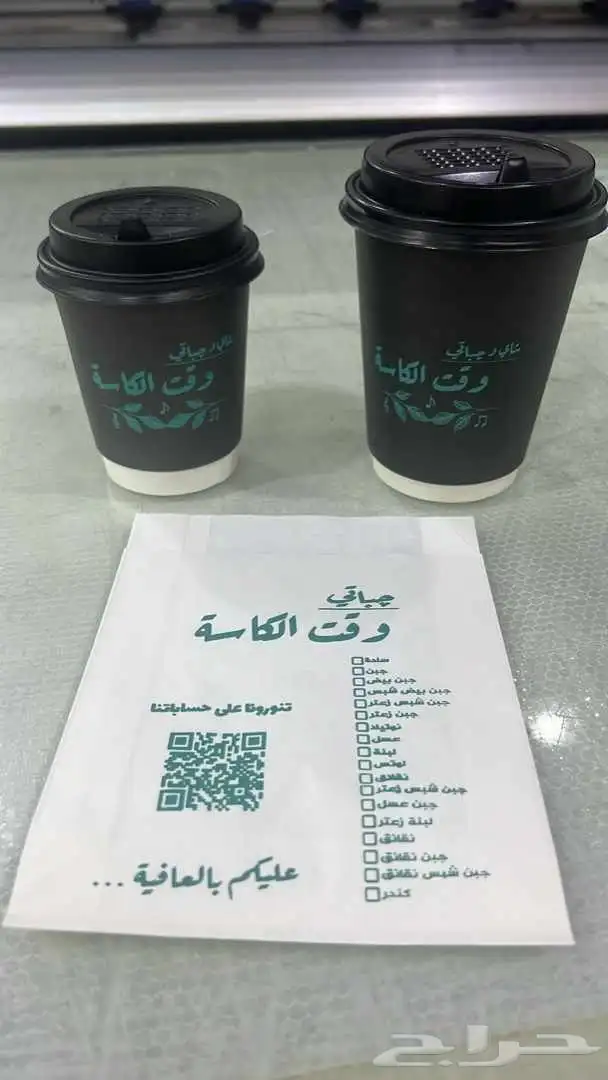 شاي و جباتي
وقت الكاسة
شاي و جباتي
وقت الكاسة
جباتي
وقت الكاسة
سادة
جبن
جبن بيض
جبن بيض شبس
جبن شبس زعتر
جبن زعتر
نوتيلا
عسل
لبنة
لوتس
نقانق
جبن شبس زعتر
جبن عسل
لبنة زعتر
نقانق
جبن نقانق
جبن شبس نقانق
كندر
تنورونا على حساباتنا
عليكم بالعافية ...
حراج